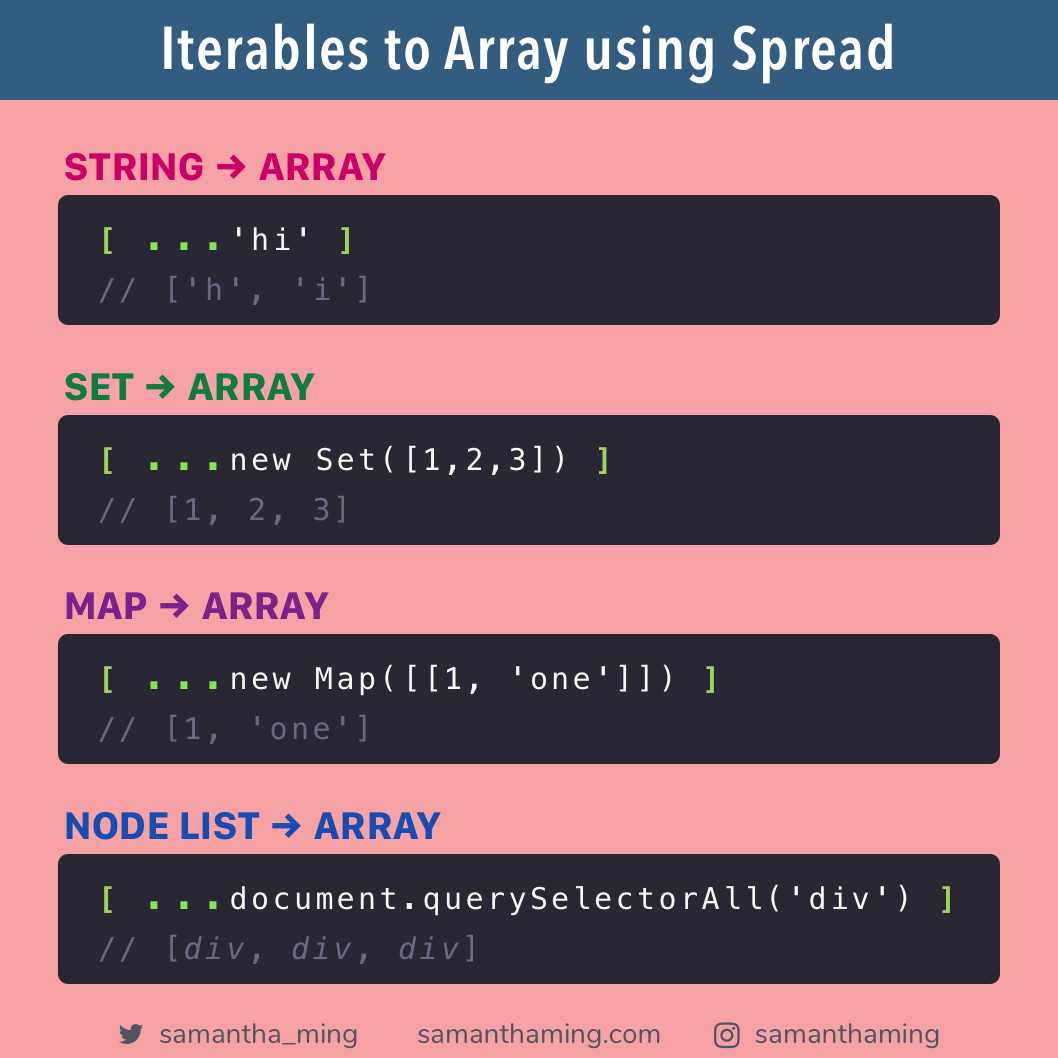 Iterables to Array using Spread
STRING → ARRAY
[ ...'hi' ]
// ['h', 'i']
SET → ARRAY
[ ...new Set([1,2,3]) ]
// [1, 2, 3]
MAP → ARRAY
[ ...new Map([[1, 'one']]) ]
// [1, 'one']
NODE LIST → ARRAY
[ ...document.querySelectorAll('div') ]
// [div, div, div]
samantha_ming samanthaming.com samanthaming